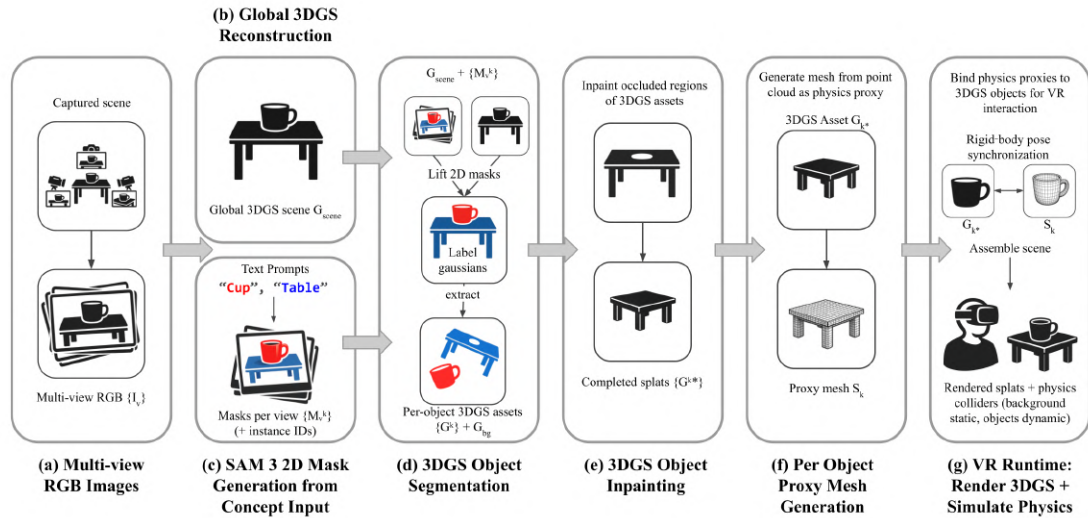 (b) Global 3DGS
Reconstruction
Captured scene
Multi-view RGB {Iᵥ}
(a) Multi-view
RGB Images
Global 3DGS scene G_scene
Text Prompts
“Cup”, “Table”
Masks per view {Mᵥᵏ}
(+ instance IDs)
(c) SAM 3 2D Mask
Generation from
Concept Input
G_scene + {Mᵥᵏ}
Lift 2D masks
Label
gaussians
extract
Per-object 3DGS assets
{Gᵏ} + G_bg
(d) 3DGS Object
Segmentation
Inpaint occluded regions
of 3DGS assets
Completed splats {Gᵏ*}
(e) 3DGS Object
Inpainting
Generate mesh from point
cloud as physics proxy
3DGS Asset G_k*
Proxy mesh S_k
(f) Per Object
Proxy Mesh
Generation
Bind physics proxies to
3DGS objects for VR
interaction
Rigid-body pose
synchronization
G_k*
S_k
Assemble scene
Rendered splats + physics
colliders (background
static, objects dynamic)
(g) VR Runtime:
Render 3DGS +
Simulate Physics